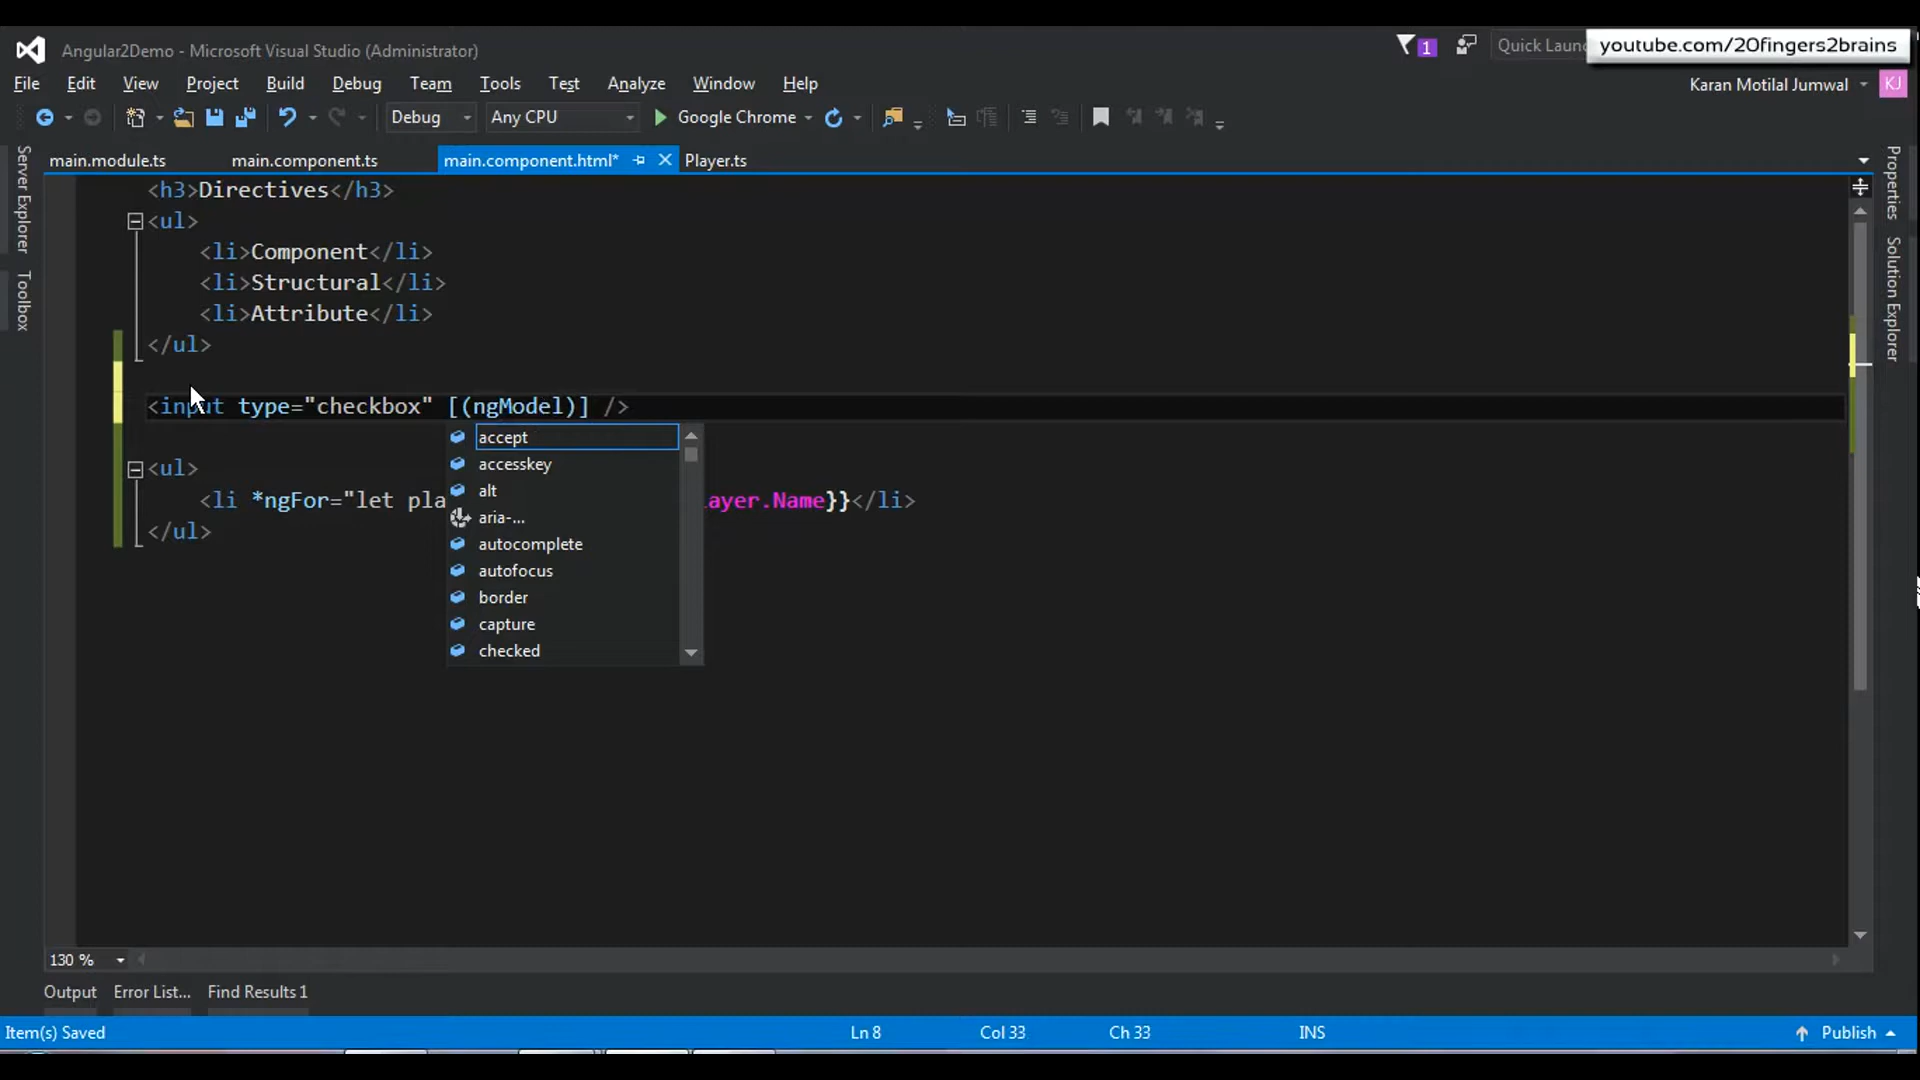 Angular2Demo - Microsoft Visual Studio (Administrator)
1
Quick Laun
youtube.com/20fingers2brains
File Edit View Project Build Debug Team Tools Test Analyze Window Help
Karan Motilal Jumwal KJ
Debug Any CPU Google Chrome
main.module.ts main.component.ts main.component.html* Player.ts
Server Explorer
Toolbox
Properties
Solution Explorer
<h3>Directives</h3>
<ul>
<li>Component</li>
<li>Structural</li>
<li>Attribute</li>
</ul>
<input type="checkbox" [(ngModel)] />
accept
accesskey
alt
aria-...
autocomplete
autofocus
border
capture
checked
<ul>
<li *ngFor="let pla layer.Name}}</li>
</ul>
130 %
Output Error List... Find Results 1
Item(s) Saved Ln 8 Col 33 Ch 33 INS Publish